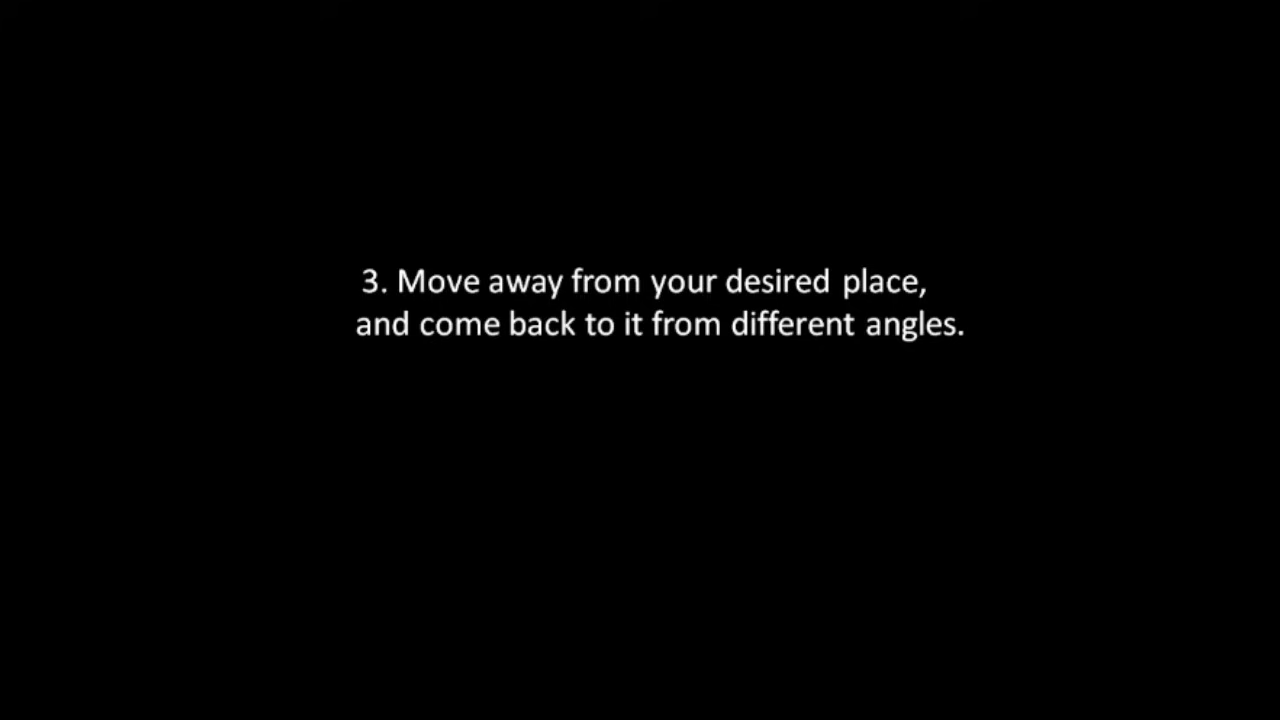 3. Move away from your desired place,
and come back to it from different angles.